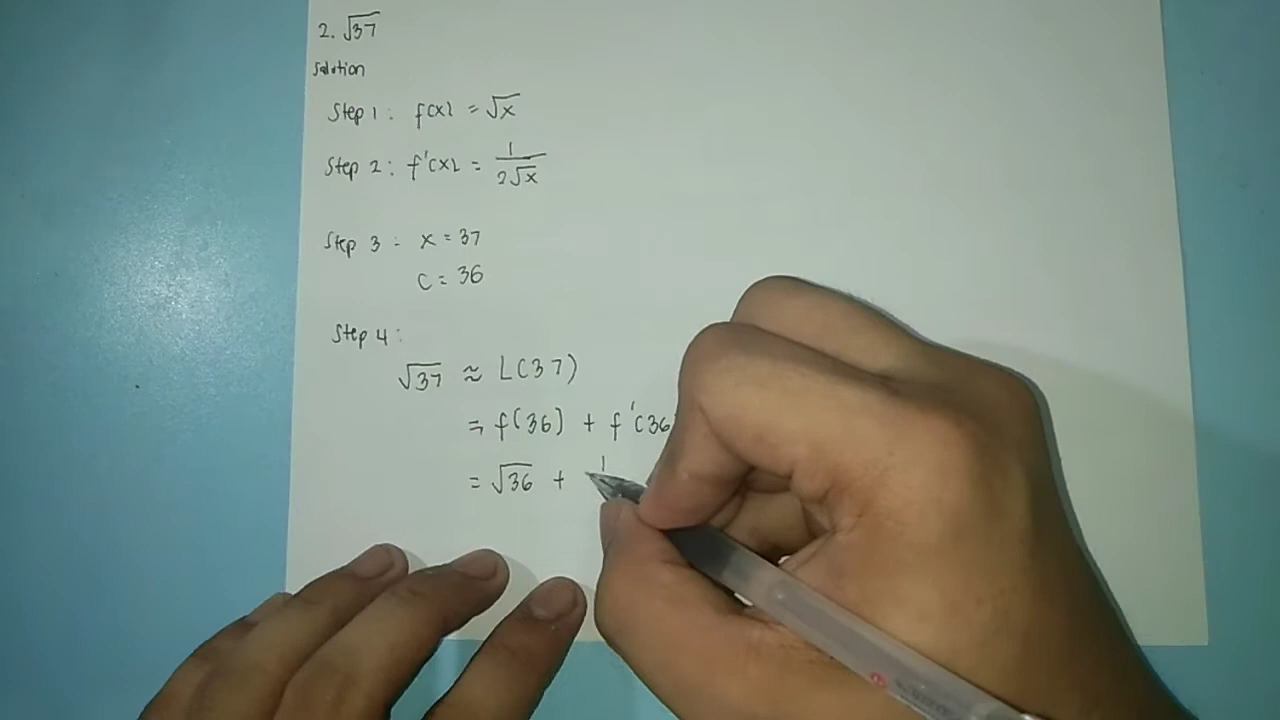 2. √37
Solution
Step 1: f(x) = √x
Step 2: f'(x) = 1/2√x
Step 3: x = 37
c = 36
Step 4:
√37 ≈ L(37)
= f(36) + f'(36
= √36 + 1